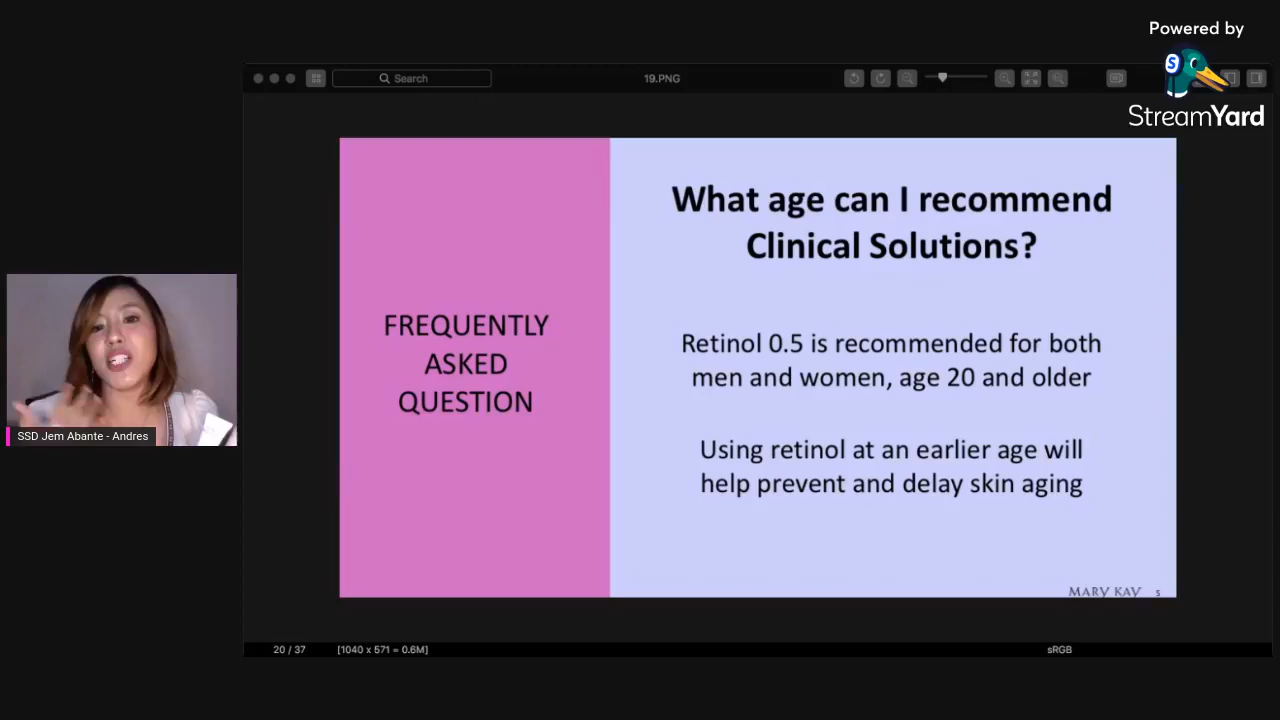 Powered by
StreamYard
Search
19.PNG
What age can I recommend
Clinical Solutions?
FREQUENTLY
ASKED
QUESTION
Retinol 0.5 is recommended for both
men and women, age 20 and older
Using retinol at an earlier age will
help prevent and delay skin aging
MARY KAY 5
SSD Jem Abante - Andres
20 / 37
[1040 x 571 = 0.6M]
sRGB